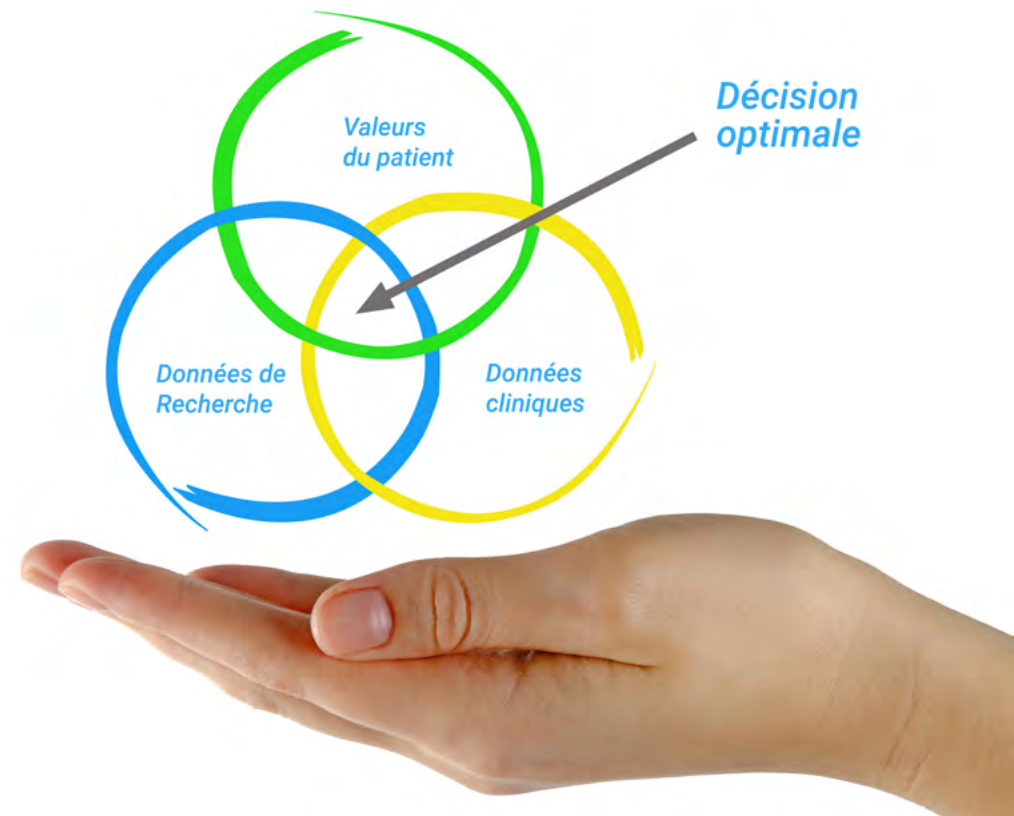 Valeurs
du patient
Décision
optimale
Données de
Recherche
Données
cliniques